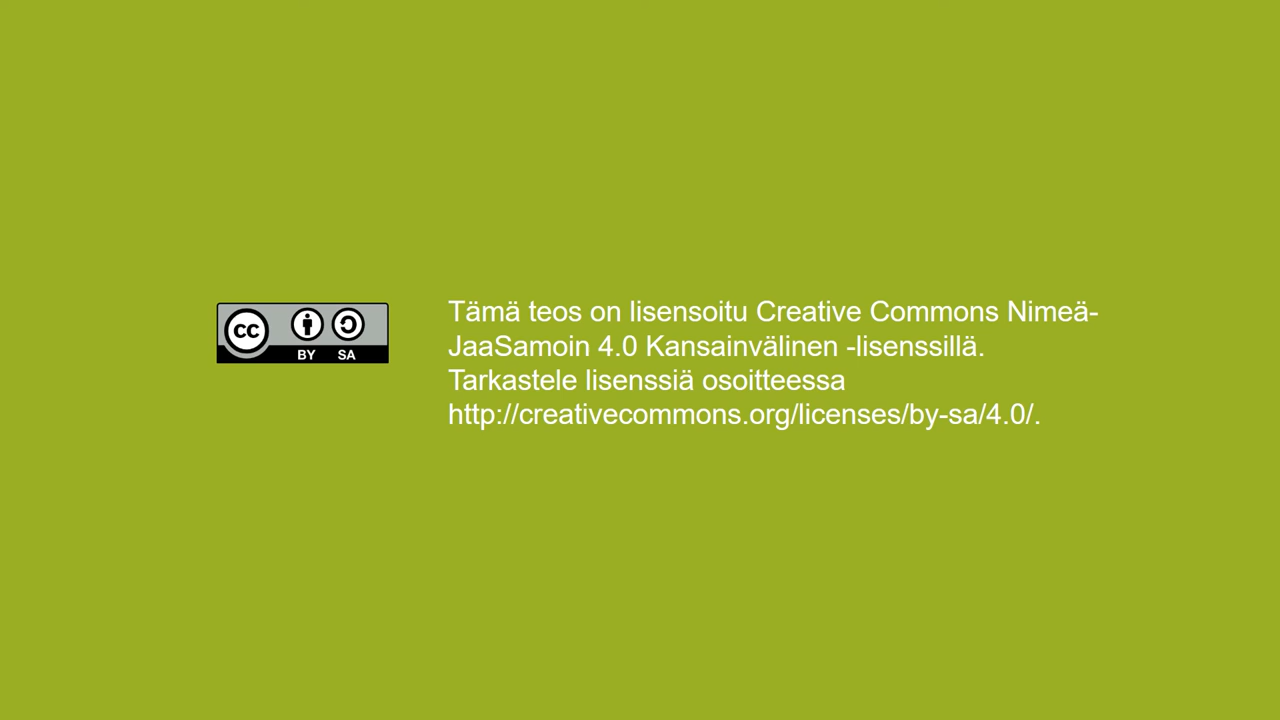 cc
BY SA
Tämä teos on lisensoitu Creative Commons Nimeä-
JaaSamoin 4.0 Kansainvälinen -lisenssillä.
Tarkastele lisenssiä osoitteessa
http://creativecommons.org/licenses/by-sa/4.0/.